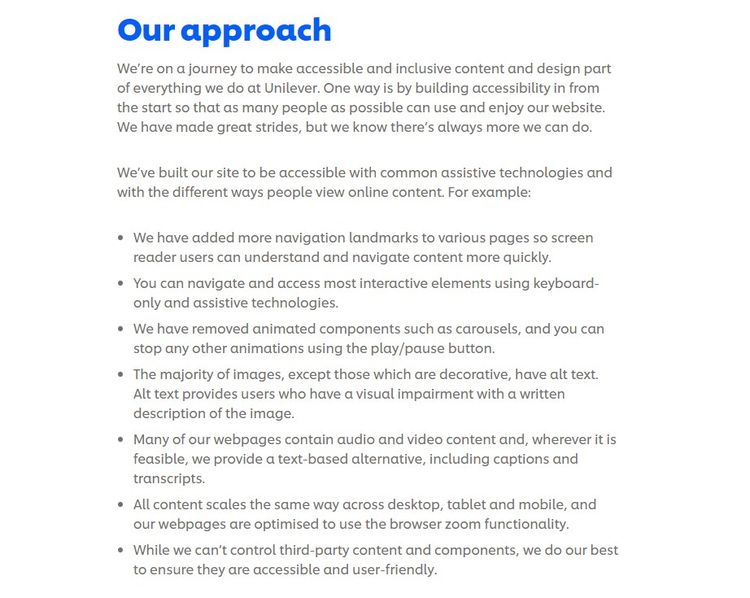 Our approach
We’re on a journey to make accessible and inclusive content and design part
of everything we do at Unilever. One way is by building accessibility in from
the start so that as many people as possible can use and enjoy our website.
We have made great strides, but we know there’s always more we can do.
We’ve built our site to be accessible with common assistive technologies and
with the different ways people view online content. For example:
• We have added more navigation landmarks to various pages so screen
reader users can understand and navigate content more quickly.
• You can navigate and access most interactive elements using keyboard-
only and assistive technologies.
• We have removed animated components such as carousels, and you can
stop any other animations using the play/pause button.
• The majority of images, except those which are decorative, have alt text.
Alt text provides users who have a visual impairment with a written
description of the image.
• Many of our webpages contain audio and video content and, wherever it is
feasible, we provide a text-based alternative, including captions and
transcripts.
• All content scales the same way across desktop, tablet and mobile, and
our webpages are optimised to use the browser zoom functionality.
• While we can’t control third-party content and components, we do our best
to ensure they are accessible and user-friendly.